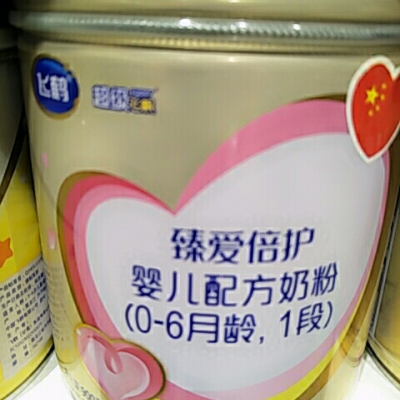 飞鹤
超级飞帆
臻爱倍护
婴儿配方奶粉
(0-6月龄, 1段)